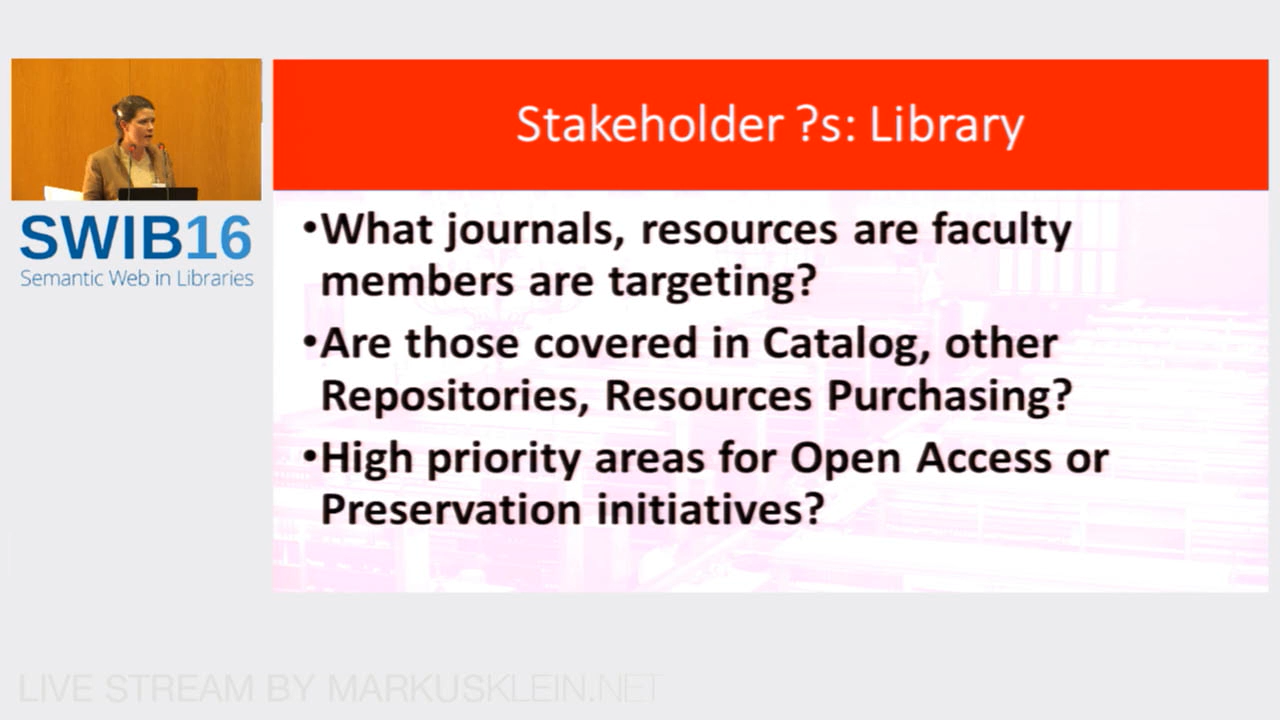 Stakeholder ?s: Library
SWIB16
Semantic Web in Libraries
•What journals, resources are faculty
members are targeting?
•Are those covered in Catalog, other
Repositories, Resources Purchasing?
•High priority areas for Open Access or
Preservation initiatives?
LIVE STREAM BY MARKUSKLEIN.NET